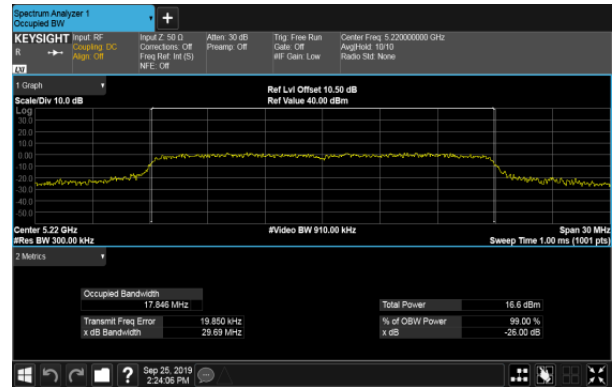 Spectrum Analyzer 1
Occupied BW
+
KEYSIGHT Input: RF Input Z: 50 Ω Atten: 30 dB Trig: Free Run Center Freq: 5.220000000 GHz
R Coupling: DC Corrections: Off Preamp: Off Gate: Off Avg|Hold: 10/10
Align: Off Freq Ref: Int (S) #IF Gain: Low Radio Std: None
LXI NFE: Off
1 Graph Ref Lvl Offset 10.50 dB
Scale/Div 10.0 dB Ref Value 40.00 dBm
Log
30.0
20.0
10.0
0.00
-10.0
-20.0
-30.0
-40.0
-50.0
Center 5.22 GHz #Video BW 910.00 kHz Span 30 MHz
#Res BW 300.00 kHz Sweep Time 1.00 ms (1001 pts)
2 Metrics
Occupied Bandwidth
17.846 MHz Total Power 16.6 dBm
Transmit Freq Error 19.850 kHz % of OBW Power 99.00 %
x dB Bandwidth 29.69 MHz x dB -26.00 dB
? Sep 25, 2019
2:24:06 PM